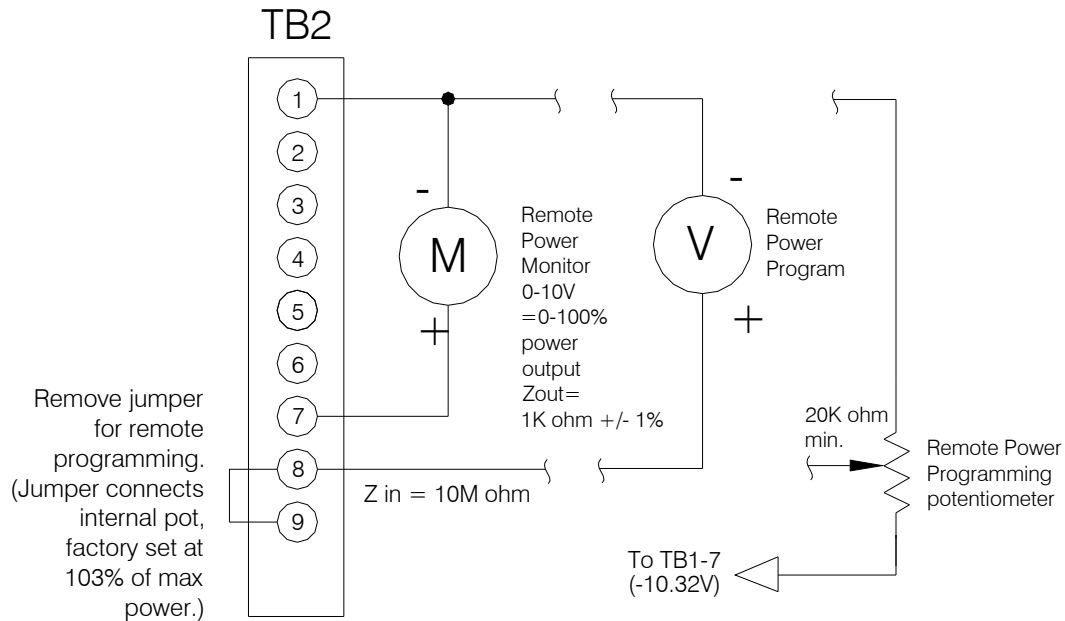 TB2
1
2
3
4
5
6
7
8
9
-
M
+
Remote
Power
Monitor
0-10V
=0-100%
power
output
Zout=
1K ohm +/- 1%
-
V
+
Remote
Power
Program
Remove jumper
for remote
programming.
(Jumper connects
internal pot,
factory set at
103% of max
power.)
Z in = 10M ohm
20K ohm
min.
Remote Power
Programming
potentiometer
To TB1-7
(-10.32V)